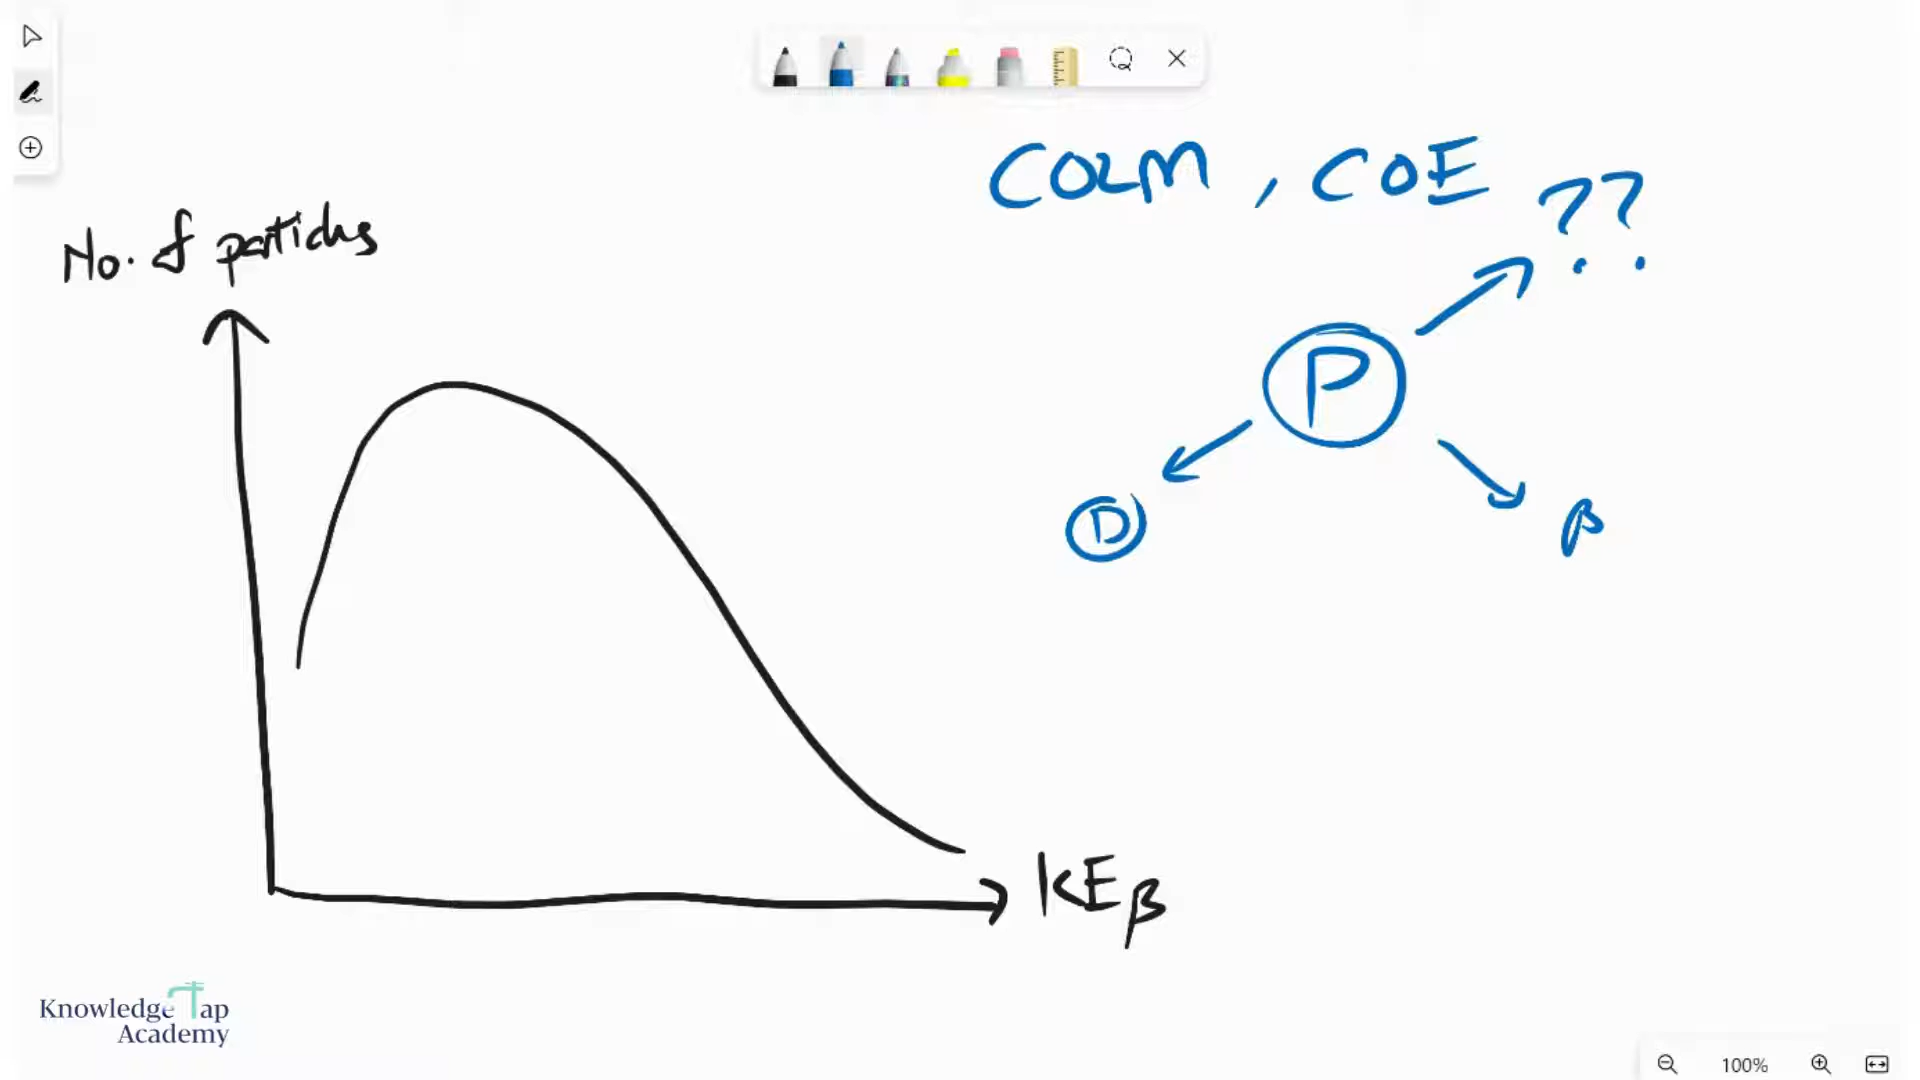 COLM, COE
??
No. of particles
P
D
β
KEβ
Knowledge Tap
Academy
100%